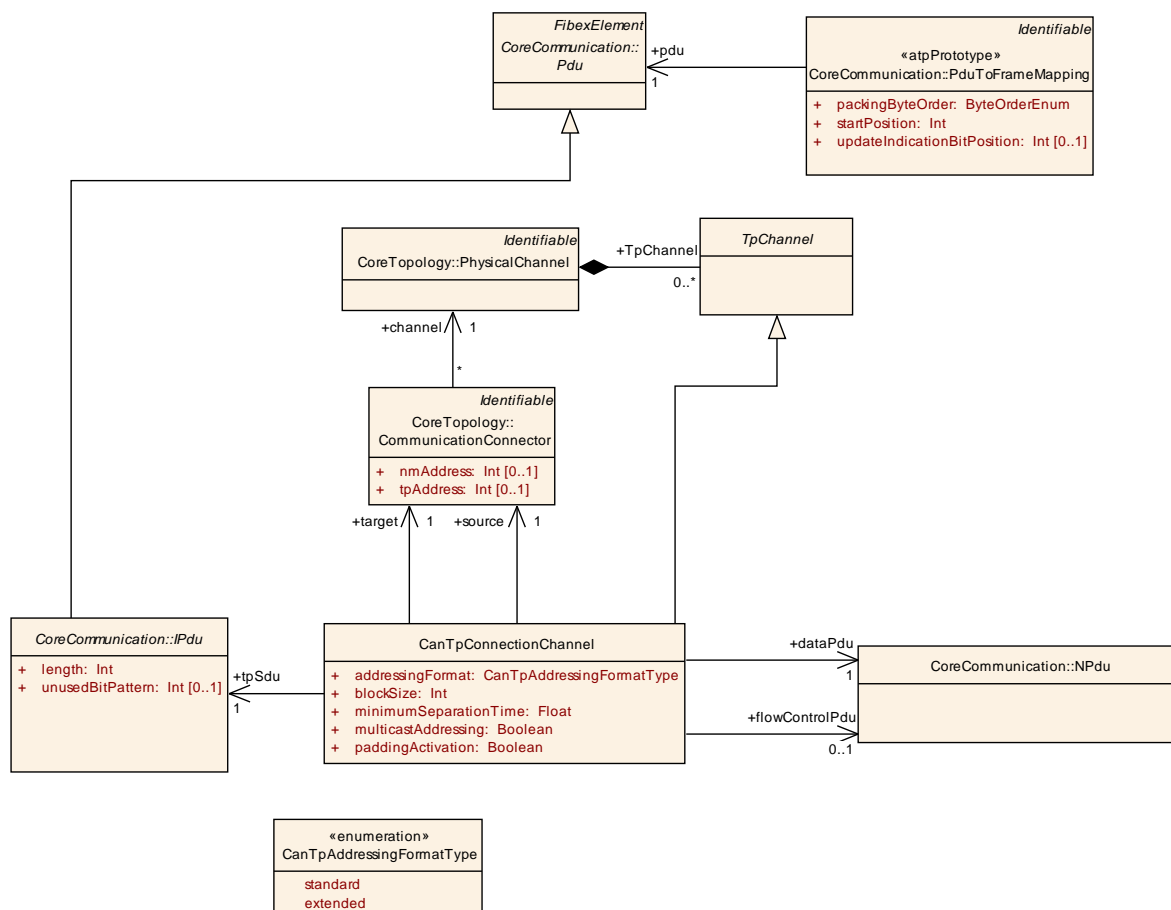 FibexElement
CoreCommunication::
Pdu
+pdu
1
Identifiable
«atpPrototype»
CoreCommunication::PduToFrameMapping
+ packingByteOrder: ByteOrderEnum
+ startPosition: Int
+ updateIndicationBitPosition: Int [0..1]
Identifiable
CoreTopology::PhysicalChannel
+TpChannel
0..*
TpChannel
+channel
1
*
Identifiable
CoreTopology::
CommunicationConnector
+ nmAddress: Int [0..1]
+ tpAddress: Int [0..1]
+target
1
+source
1
CoreCommunication::IPdu
+ length: Int
+ unusedBitPattern: Int [0..1]
+tpSdu
1
CanTpConnectionChannel
+ addressingFormat: CanTpAddressingFormatType
+ blockSize: Int
+ minimumSeparationTime: Float
+ multicastAddressing: Boolean
+ paddingActivation: Boolean
+dataPdu
1
+flowControlPdu
0..1
CoreCommunication::NPdu
«enumeration»
CanTpAddressingFormatType
standard
extended